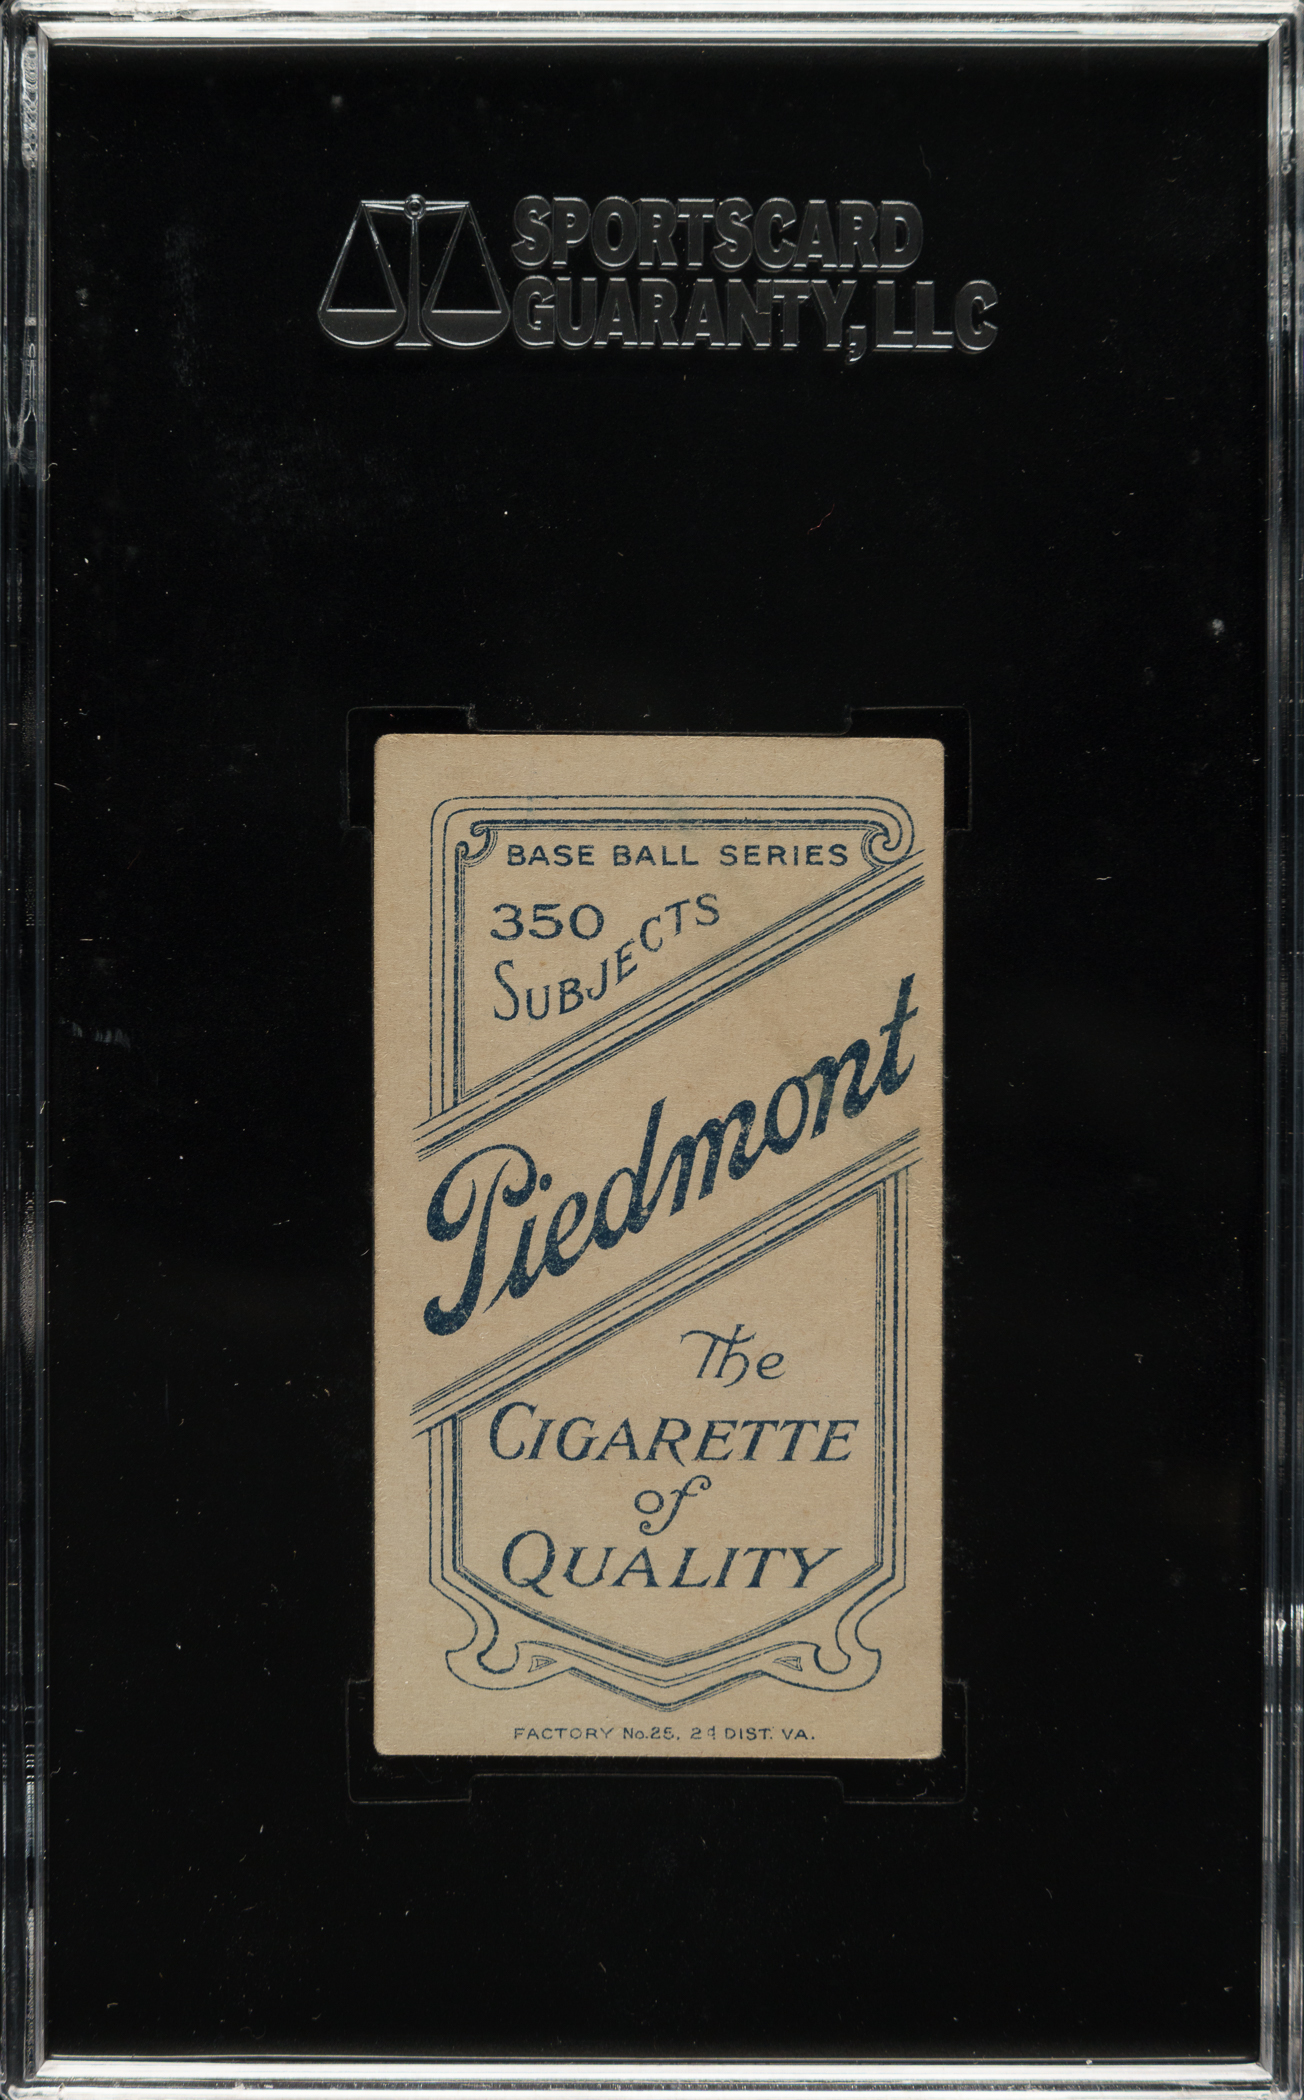 SPORTSCARD
GUARANTY, LLC
BASE BALL SERIES
350
SUBJECTS
Piedmont
The
CIGARETTE
of
QUALITY
FACTORY No.25, 2d DIST. VA.